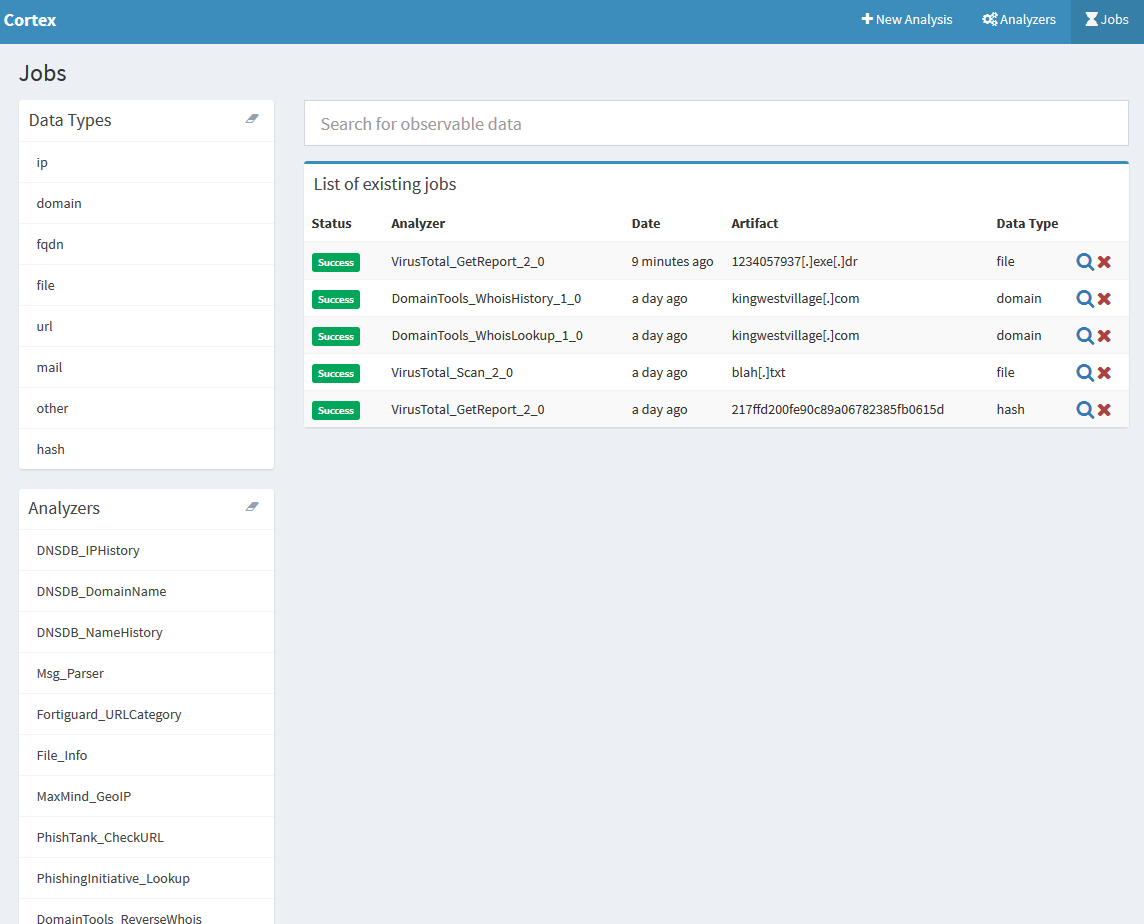 Cortex
New Analysis Analyzers Jobs
Jobs
Data Types
ip
domain
fqdn
file
url
mail
other
hash
Analyzers
DNSDB_IPHistory
DNSDB_DomainName
DNSDB_NameHistory
Msg_Parser
Fortiguard_URLCategory
File_Info
MaxMind_GeoIP
PhishTank_CheckURL
PhishingInitiative_Lookup
DomainTools_ReverseWhois
Search for observable data
List of existing jobs
Status Analyzer Date Artifact Data Type
Success VirusTotal_GetReport_2_0 9 minutes ago 1234057937[.]exe[.]dr file
Success DomainTools_WhoisHistory_1_0 a day ago kingwestvillage[.]com domain
Success DomainTools_WhoisLookup_1_0 a day ago kingwestvillage[.]com domain
Success VirusTotal_Scan_2_0 a day ago blah[.]txt file
Success VirusTotal_GetReport_2_0 a day ago 217ffd200fe90c89a06782385fb0615d hash